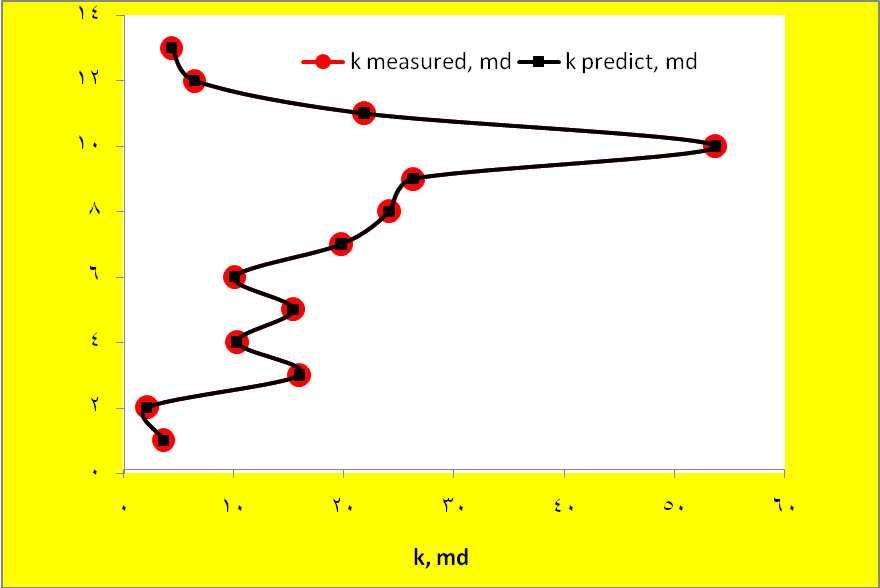 ١٤
k measured, md k predict, md
١٢
١٠
٨
٦
٤
٢
٠
٠ ١٠ ٢٠ ٣٠ ٤٠ ٥٠ ٦٠
k, md